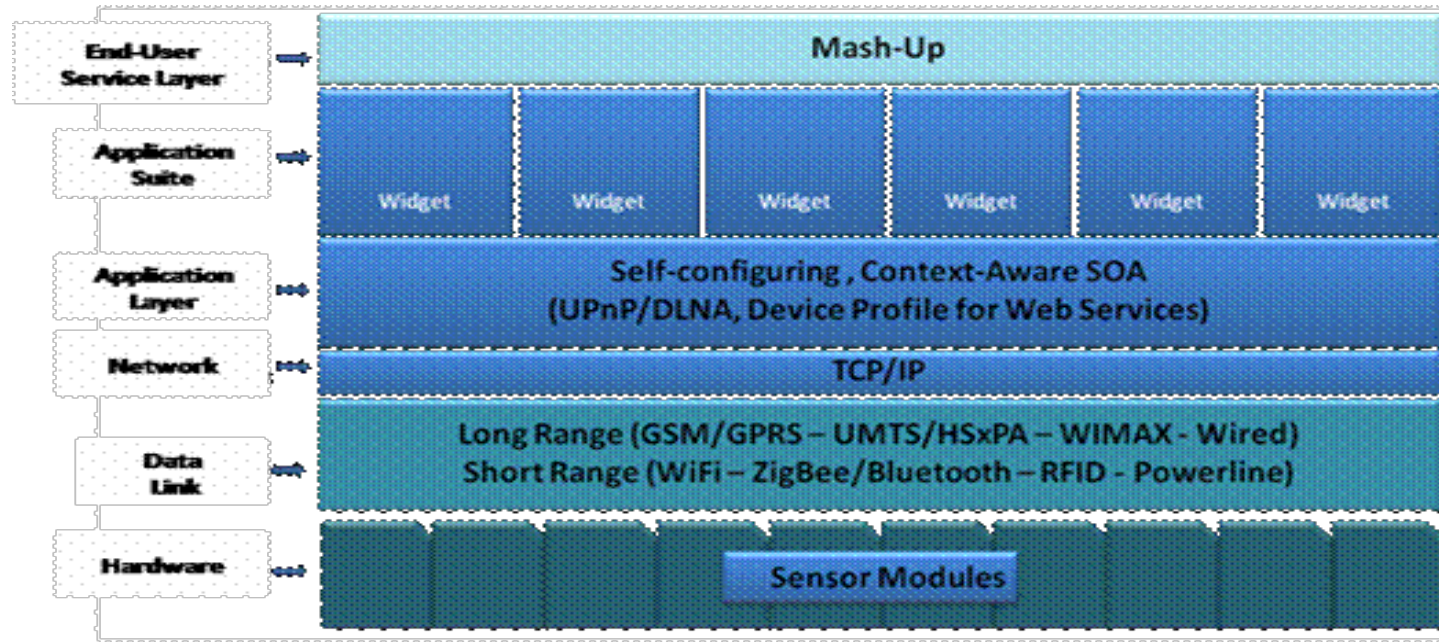 End-User
Service Layer
Mash-Up
Application
Suite
Widget Widget Widget Widget Widget Widget
Application
Layer
Self-configuring , Context-Aware SOA
(UPnP/DLNA, Device Profile for Web Services)
Network
TCP/IP
Data
Link
Long Range (GSM/GPRS – UMTS/HSxPA – WIMAX - Wired)
Short Range (WiFi – ZigBee/Bluetooth – RFID - Powerline)
Hardware
Sensor Modules